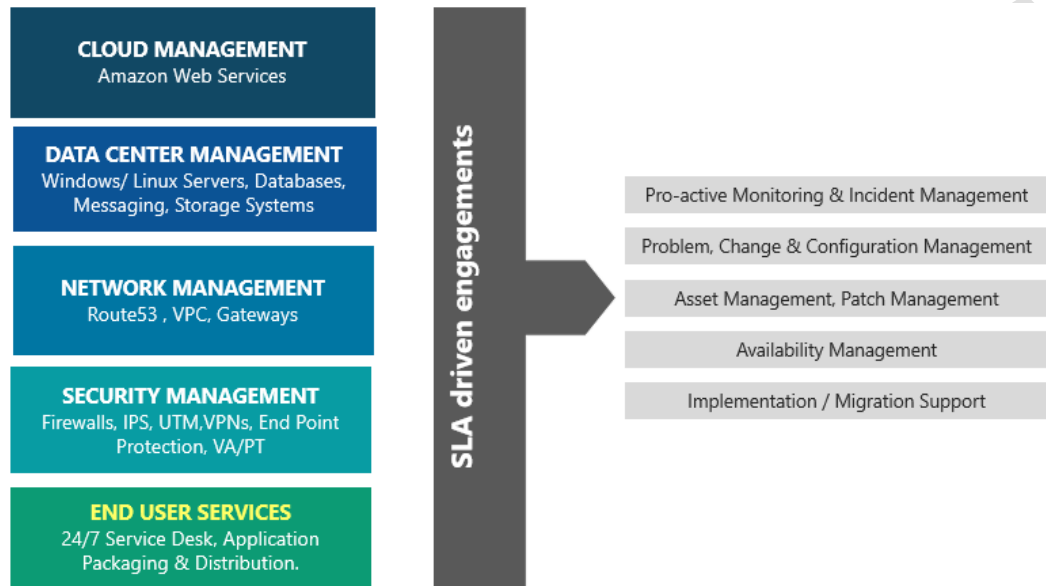 CLOUD MANAGEMENT
Amazon Web Services
DATA CENTER MANAGEMENT
Windows/ Linux Servers, Databases,
Messaging, Storage Systems
NETWORK MANAGEMENT
Route53 , VPC, Gateways
SECURITY MANAGEMENT
Firewalls, IPS, UTM,VPNs, End Point
Protection, VA/PT
END USER SERVICES
24/7 Service Desk, Application
Packaging & Distribution.
SLA driven engagements
Pro-active Monitoring & Incident Management
Problem, Change & Configuration Management
Asset Management, Patch Management
Availability Management
Implementation / Migration Support